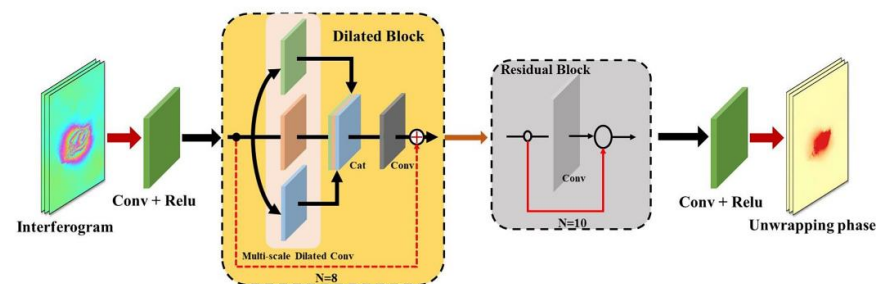 Dilated Block
Residual Block
Cat
Conv
Conv
Conv + Relu
Interferogram
Multi-scale Dilated Conv
N=8
N=10
Conv + Relu
Unwrapping phase